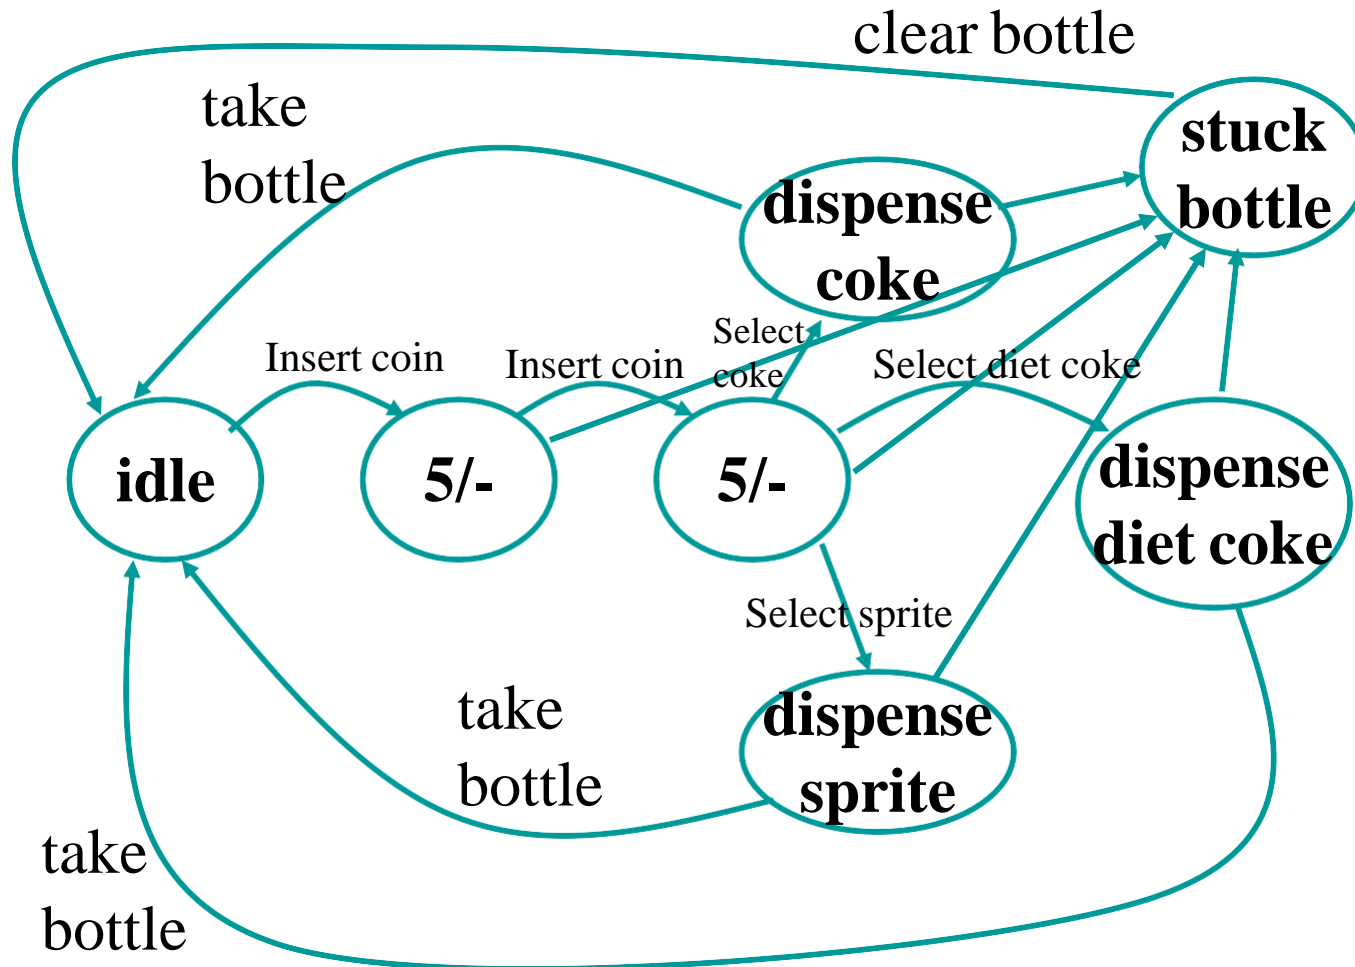 clear bottle
take
bottle
stuck
bottle
dispense
coke
Insert coin
Insert coin
Select
coke
Select diet coke
idle
5/-
5/-
dispense
diet coke
Select sprite
take
bottle
dispense
sprite
take
bottle